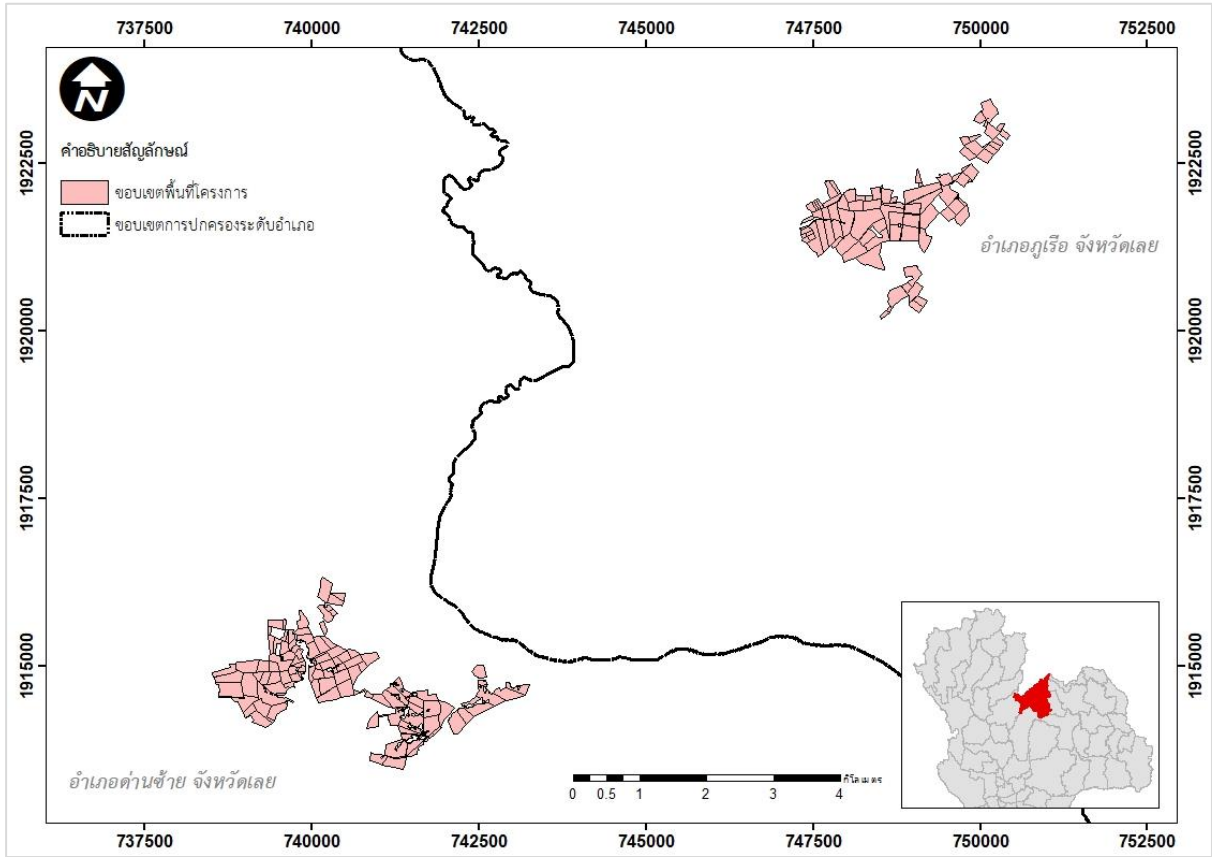 737500 740000 742500 745000 747500 750000 752500
N
คำอธิบายสัญลักษณ์
ขอบเขตพื้นที่โครงการ
ขอบเขตการปกครองระดับอำเภอ
1922500 1922500
อำเภอภูเรือ จังหวัดเลย
1920000 1920000
1917500 1917500
1915000 1915000
อำเภอด่านซ้าย จังหวัดเลย
กิโลเมตร
0 0.5 1 2 3 4
737500 740000 742500 745000 747500 750000 752500